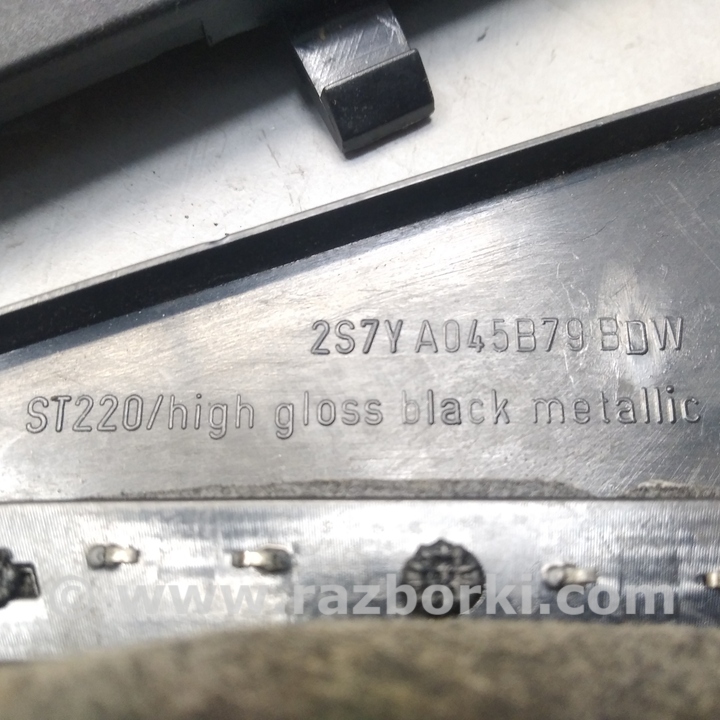 2S7Y A045B79 BDW
ST220/high gloss black metallic
© www.razborki.com